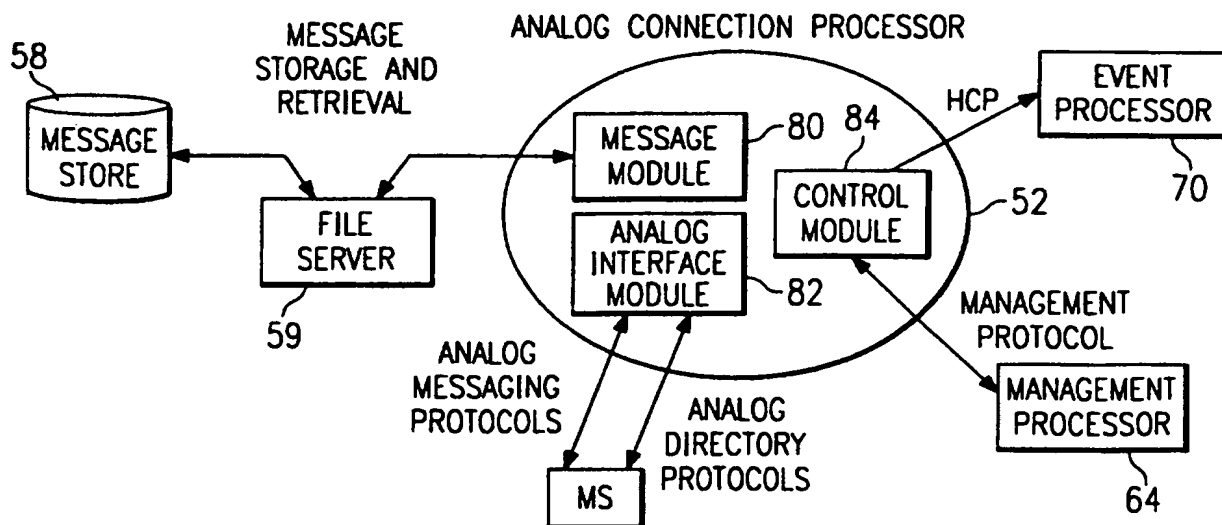 58
MESSAGE
STORE
MESSAGE
STORAGE AND
RETRIEVAL
FILE
SERVER
59
ANALOG CONNECTION PROCESSOR
MESSAGE
MODULE
80
ANALOG
INTERFACE
MODULE
82
84
CONTROL
MODULE
52
HCP
EVENT
PROCESSOR
70
MANAGEMENT
PROTOCOL
MANAGEMENT
PROCESSOR
64
ANALOG
MESSAGING
PROTOCOLS
ANALOG
DIRECTORY
PROTOCOLS
MS